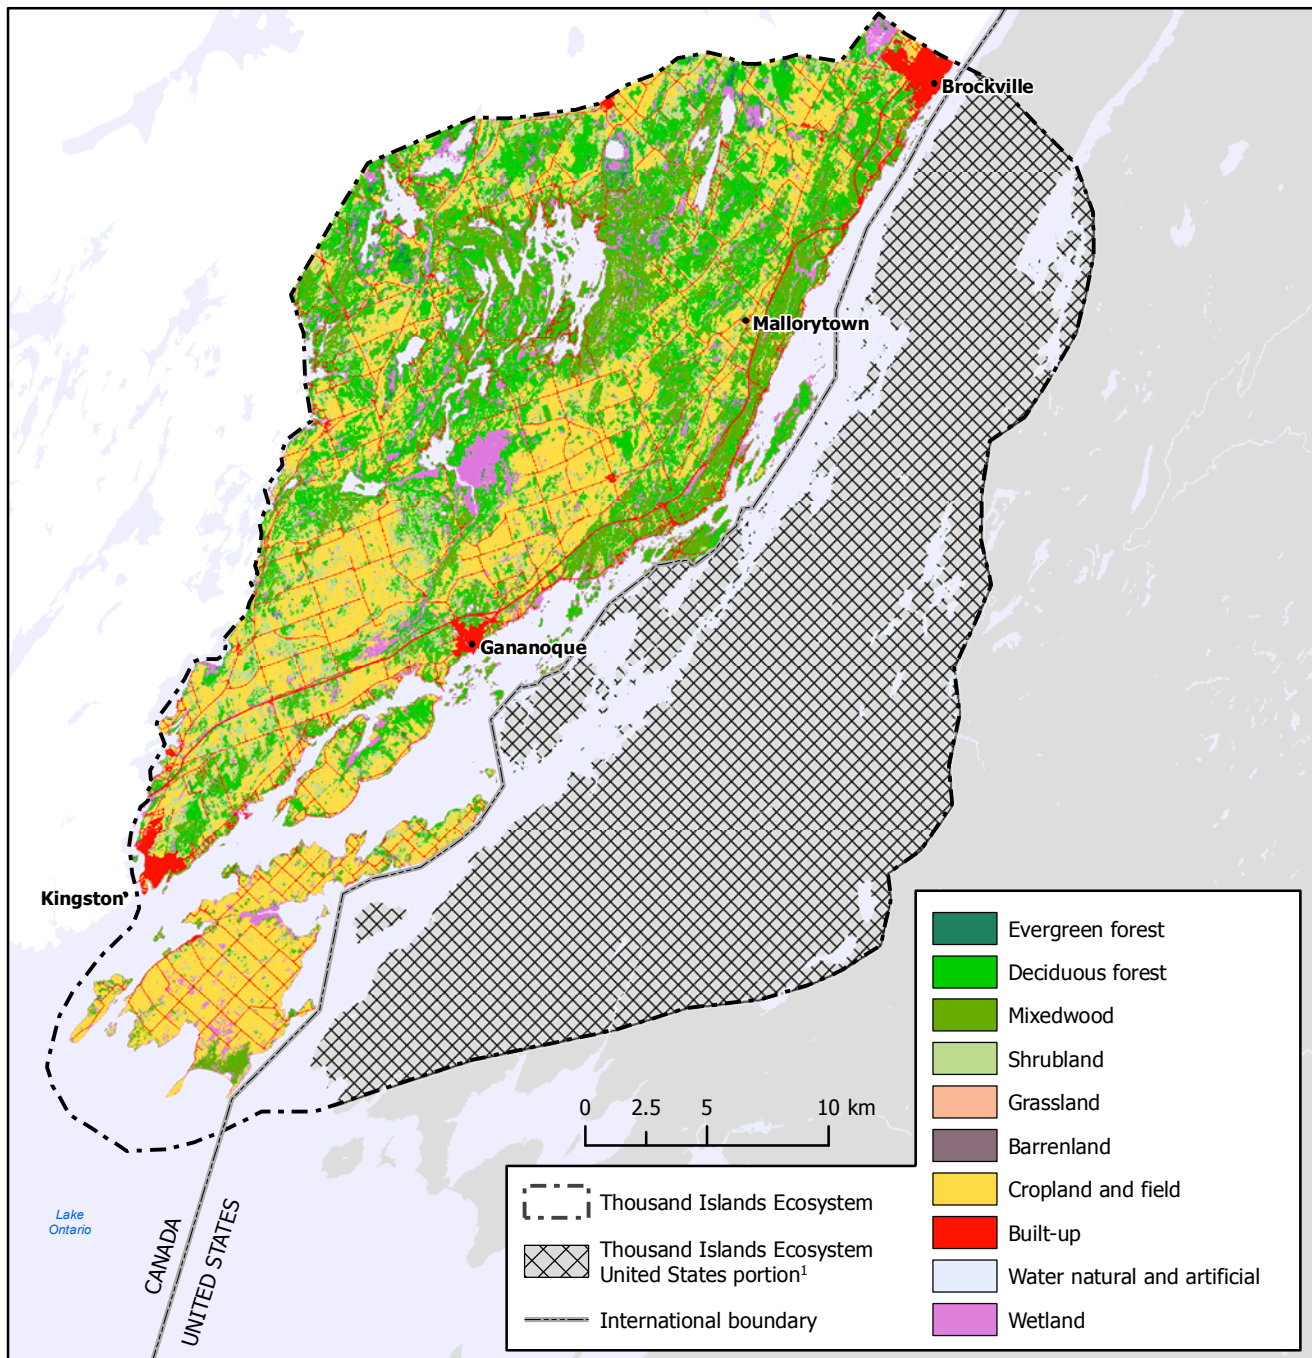 Brockville
Mallorytown
Gananoque
Kingston
Lake
Ontario
CANADA
UNITED STATES
0 2.5 5 10 km
Thousand Islands Ecosystem
Thousand Islands Ecosystem
United States portion¹
International boundary
Evergreen forest
Deciduous forest
Mixedwood
Shrubland
Grassland
Barrenland
Cropland and field
Built-up
Water natural and artificial
Wetland